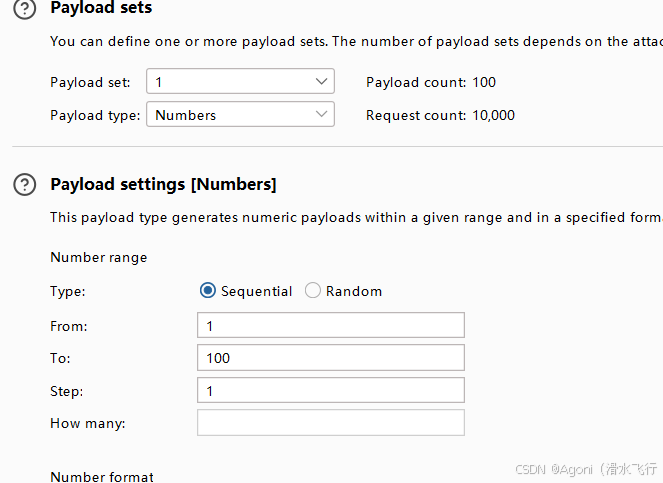 Payload sets
You can define one or more payload sets. The number of payload sets depends on the attac
Payload set: 1 Payload count: 100
Payload type: Numbers Request count: 10,000
Payload settings [Numbers]
This payload type generates numeric payloads within a given range and in a specified forma
Number range
Type: Sequential Random
From: 1
To: 100
Step: 1
How many:
Number format
CSDN @Agoni（滑水飞行